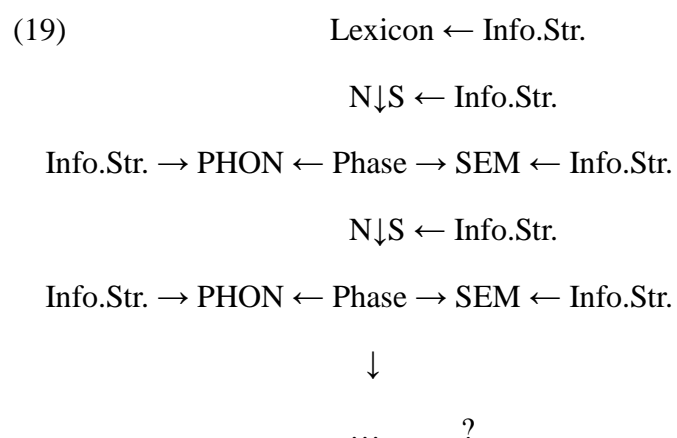 (19) Lexicon ← Info.Str.
N↓S ← Info.Str.
Info.Str. → PHON ← Phase → SEM ← Info.Str.
N↓S ← Info.Str.
Info.Str. → PHON ← Phase → SEM ← Info.Str.
↓
... ?